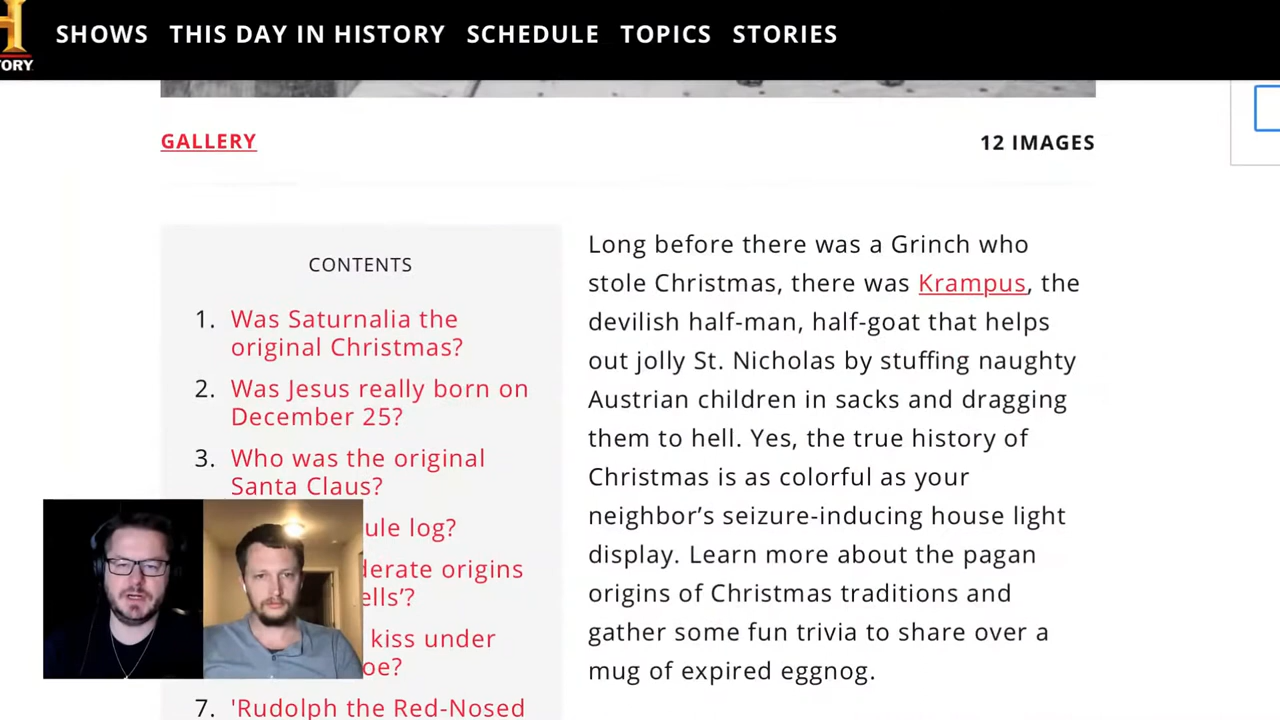 TORY
SHOWS THIS DAY IN HISTORY SCHEDULE TOPICS STORIES
GALLERY
12 IMAGES
CONTENTS
1. Was Saturnalia the
original Christmas?
2. Was Jesus really born on
December 25?
3. Who was the original
Santa Claus?
ule log?
derate origins
ells’?
kiss under
oe?
7. 'Rudolph the Red-Nosed
Long before there was a Grinch who
stole Christmas, there was Krampus, the
devilish half-man, half-goat that helps
out jolly St. Nicholas by stuffing naughty
Austrian children in sacks and dragging
them to hell. Yes, the true history of
Christmas is as colorful as your
neighbor’s seizure-inducing house light
display. Learn more about the pagan
origins of Christmas traditions and
gather some fun trivia to share over a
mug of expired eggnog.